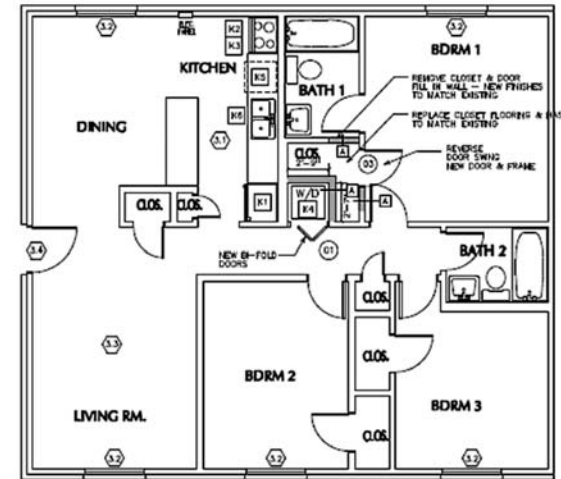 3.2
ELEC.
PANEL
K2
K3
3.2
BDRM 1
KITCHEN
K5
BATH 1
REMOVE CLOSET & DOOR
FILL IN WALL – NEW FINISHES
TO MATCH EXISTING
DINING
K6
3.1
REPLACE CLOSET FLOORING &
TO MATCH EXISTING
A
CLOS.
03
REVERSE
DOOR SWING
NEW DOOR & FRAME
W/D
A
K1
K4
A
CLOS.
CLOS.
3.4
NEW BI-FOLD
DOORS
01
BATH 2
CLOS.
3.3
CLOS.
BDRM 2
BDRM 3
LIVING RM.
CLOS.
3.2
3.2
3.2